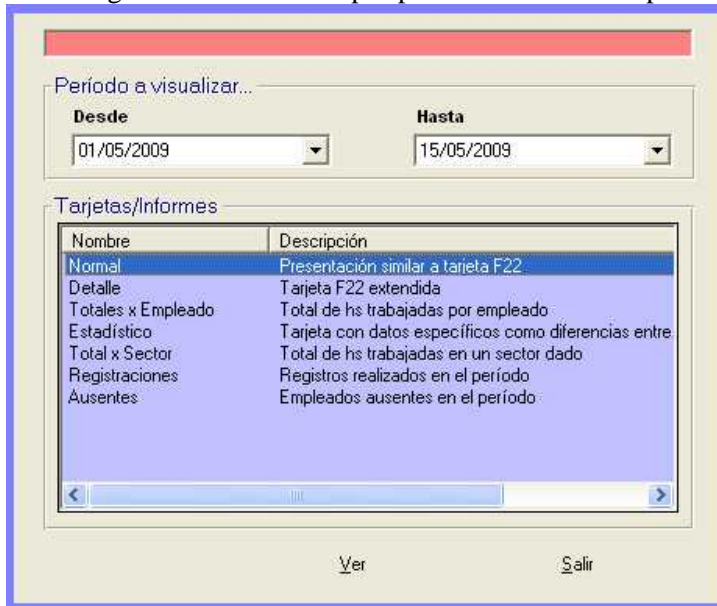 Período a visualizar...
Desde Hasta
01/05/2009 15/05/2009
Tarjetas/Informes
Nombre Descripción
Normal Presentación similar a tarjeta F22
Detalle Tarjeta F22 extendida
Totales x Empleado Total de hs trabajadas por empleado
Estadístico Tarjeta con datos específicos como diferencias entre
Total x Sector Total de hs trabajadas en un sector dado
Registraciones Registros realizados en el período
Ausentes Empleados ausentes en el período
Ver Salir